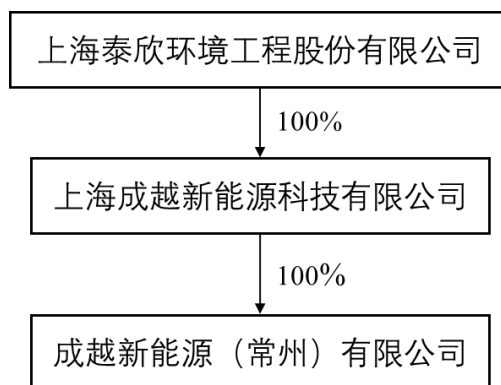 上海泰欣环境工程股份有限公司
100%
上海成越新能源科技有限公司
100%
成越新能源（常州）有限公司